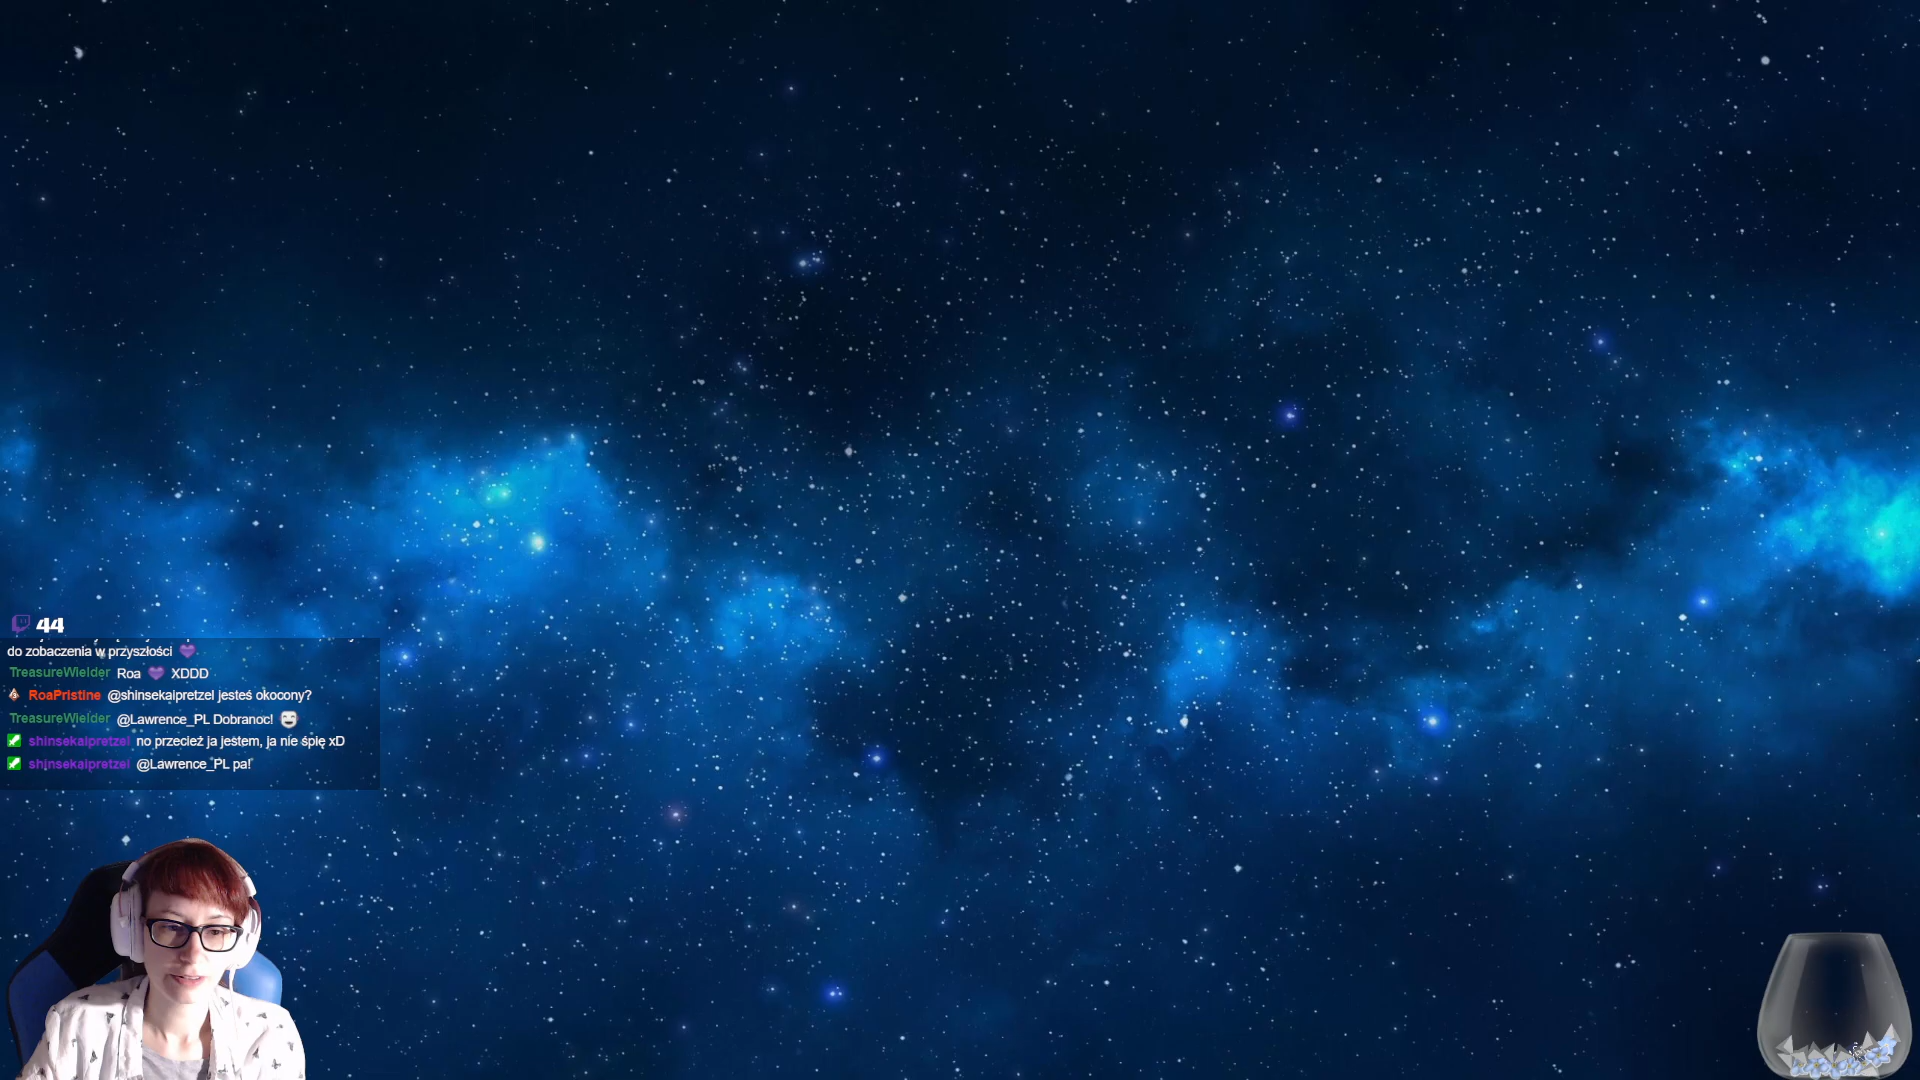 44
do zobaczenia w przyszłości 💜
TreasureWielder Roa 💜 XDDD
RoaPristine @shinsekaipretzel jesteś okocony?
TreasureWielder @Lawrence_PL Dobranoc!
shinsekaipretzel no przecież ja jestem, ja nie śpię xD
shinsekaipretzel @Lawrence_PL pa!